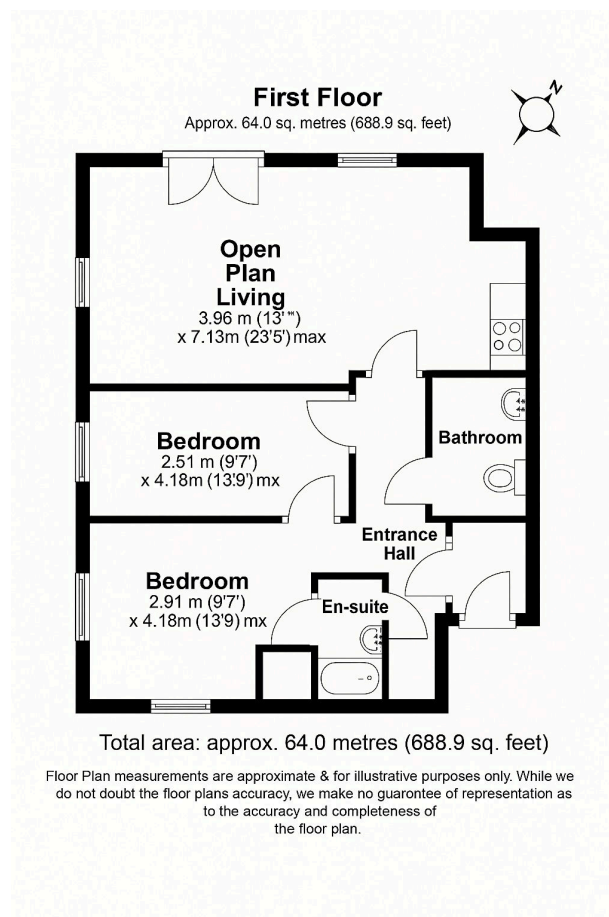 First Floor
Approx. 64.0 sq. metres (688.9 sq. feet)
N
Open
Plan
Living
3.96 m (13'")
x 7.13m (23'5') max
Bedroom
2.51 m (9'7')
x 4.18m (13'9') mx
Bathroom
Entrance
Hall
Bedroom
2.91 m (9'7')
x 4.18m (13'9) mx
En-suite
Total area: approx. 64.0 metres (688.9 sq. feet)
Floor Plan measurements are approximate & for illustrative purposes only. While we
do not doubt the floor plans accuracy, we make no guarontee of representation as
to the accuracy and completeness of
the floor plan.